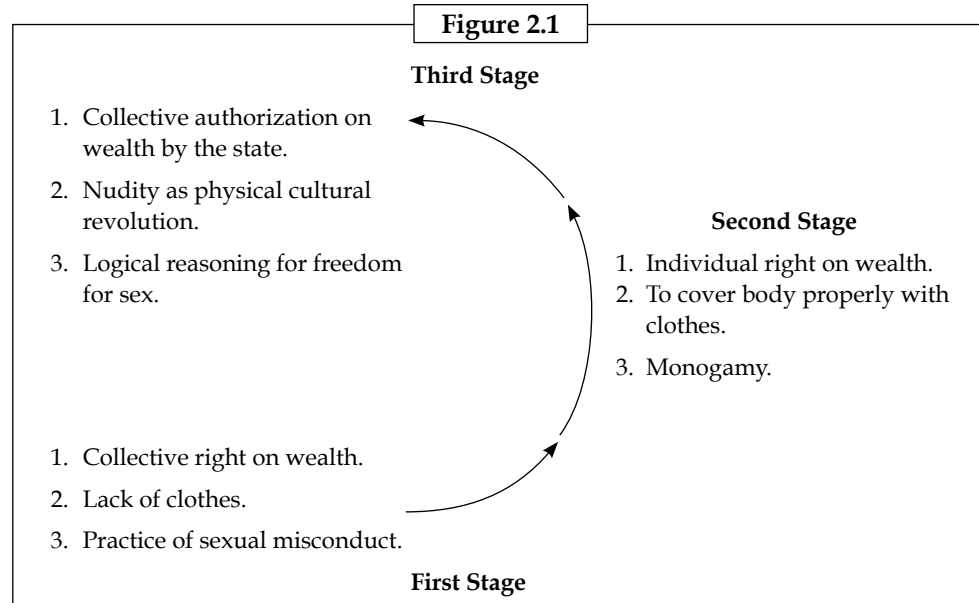 Figure 2.1
Third Stage
1. Collective authorization on
wealth by the state.
2. Nudity as physical cultural
revolution.
3. Logical reasoning for freedom
for sex.
Second Stage
1. Individual right on wealth.
2. To cover body properly with
clothes.
3. Monogamy.
1. Collective right on wealth.
2. Lack of clothes.
3. Practice of sexual misconduct.
First Stage